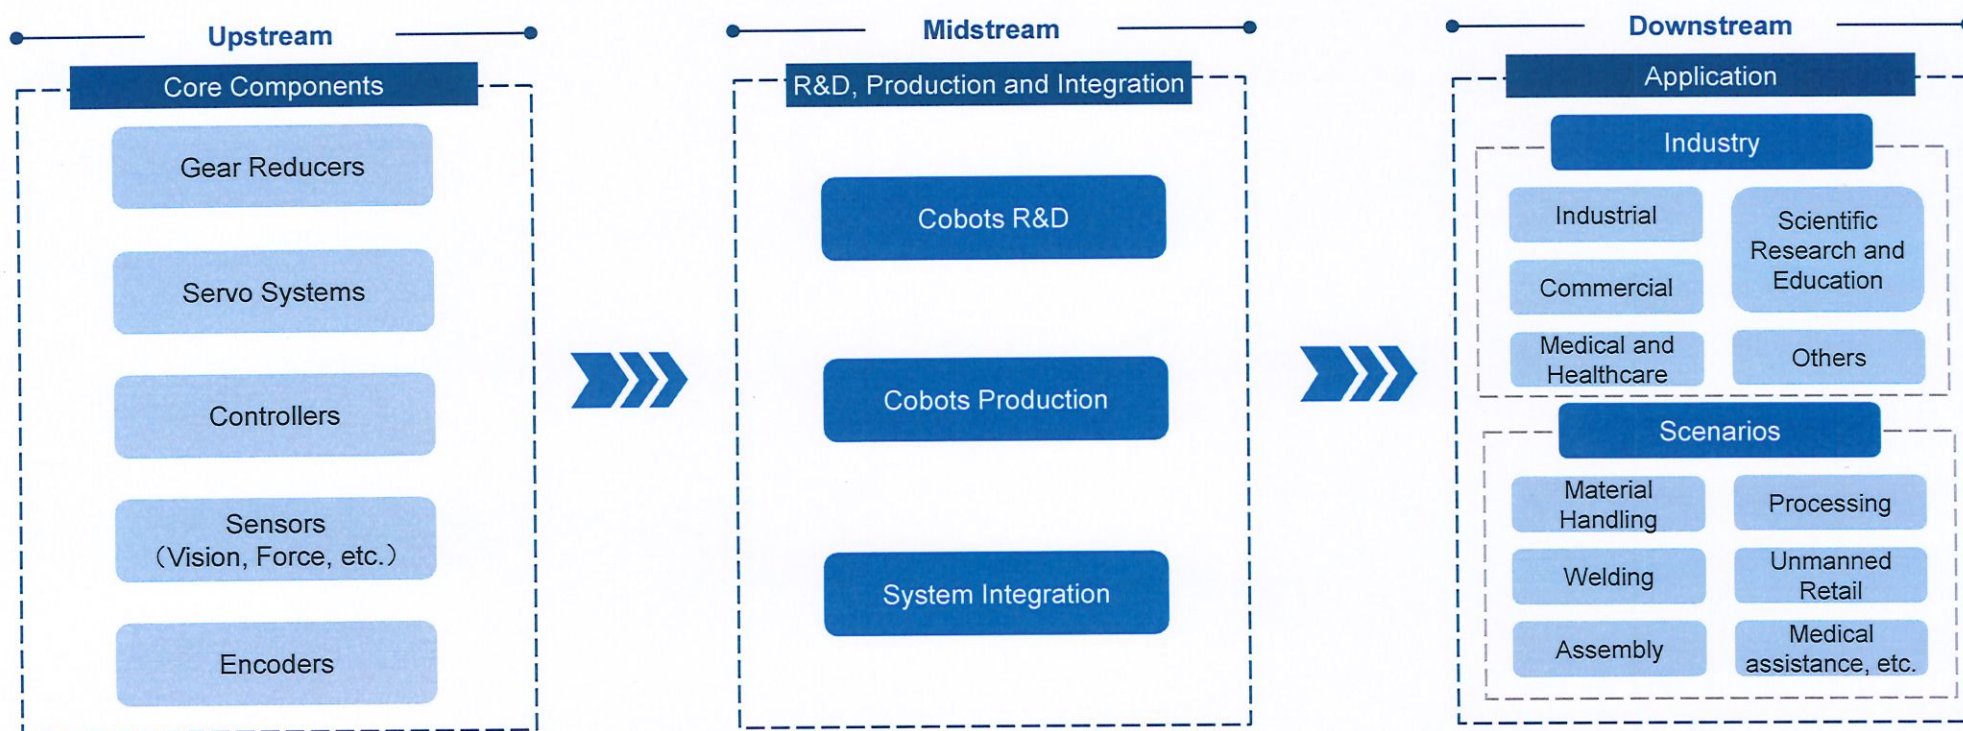 Upstream
Core Components
Gear Reducers
Servo Systems
Controllers
Sensors
（Vision, Force, etc.）
Encoders
Midstream
R&D, Production and Integration
Cobots R&D
Cobots Production
System Integration
Downstream
Application
Industry
Industrial
Commercial
Medical and
Healthcare
Scientific
Research and
Education
Others
Scenarios
Material
Handling
Processing
Welding
Unmanned
Retail
Assembly
Medical
assistance, etc.